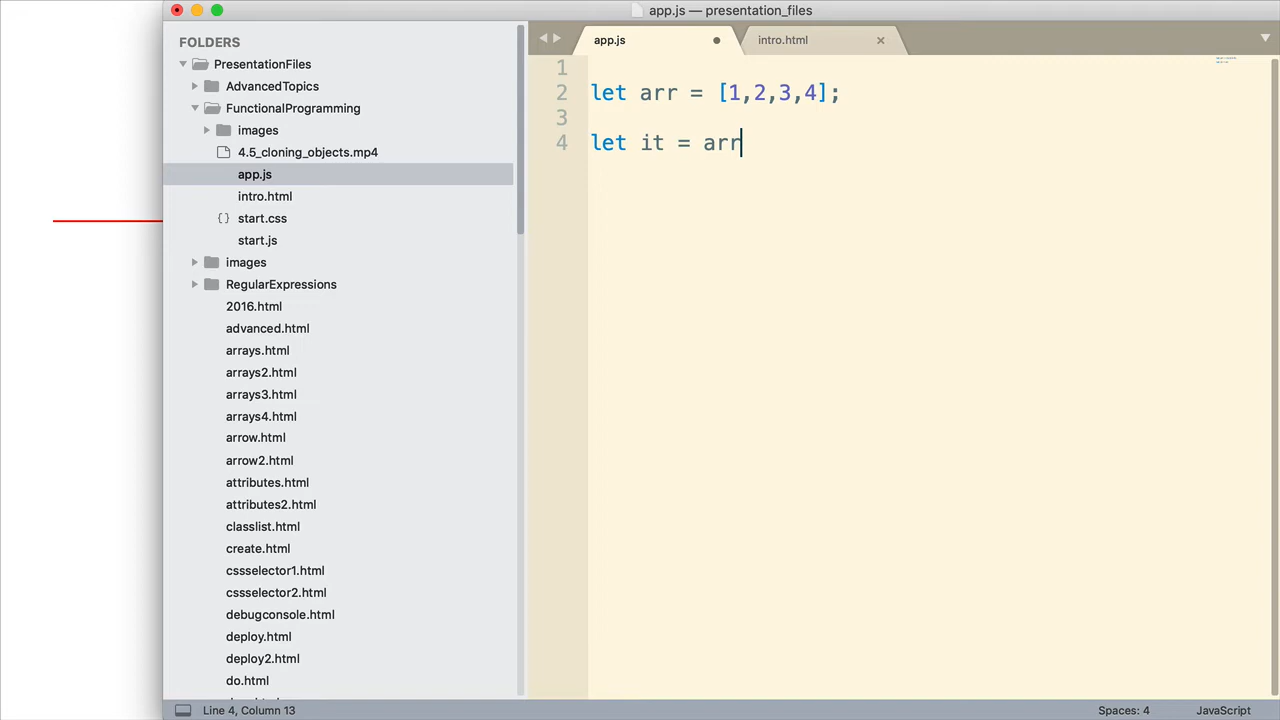 app.js — presentation_files
FOLDERS
PresentationFiles
AdvancedTopics
FunctionalProgramming
images
4.5_cloning_objects.mp4
app.js
intro.html
{} start.css
start.js
images
RegularExpressions
2016.html
advanced.html
arrays.html
arrays2.html
arrays3.html
arrays4.html
arrow.html
arrow2.html
attributes.html
attributes2.html
classlist.html
create.html
cssselector1.html
cssselector2.html
debugconsole.html
deploy.html
deploy2.html
do.html
app.js
intro.html
1
2 let arr = [1,2,3,4];
3
4 let it = arr
Line 4, Column 13
Spaces: 4
JavaScript